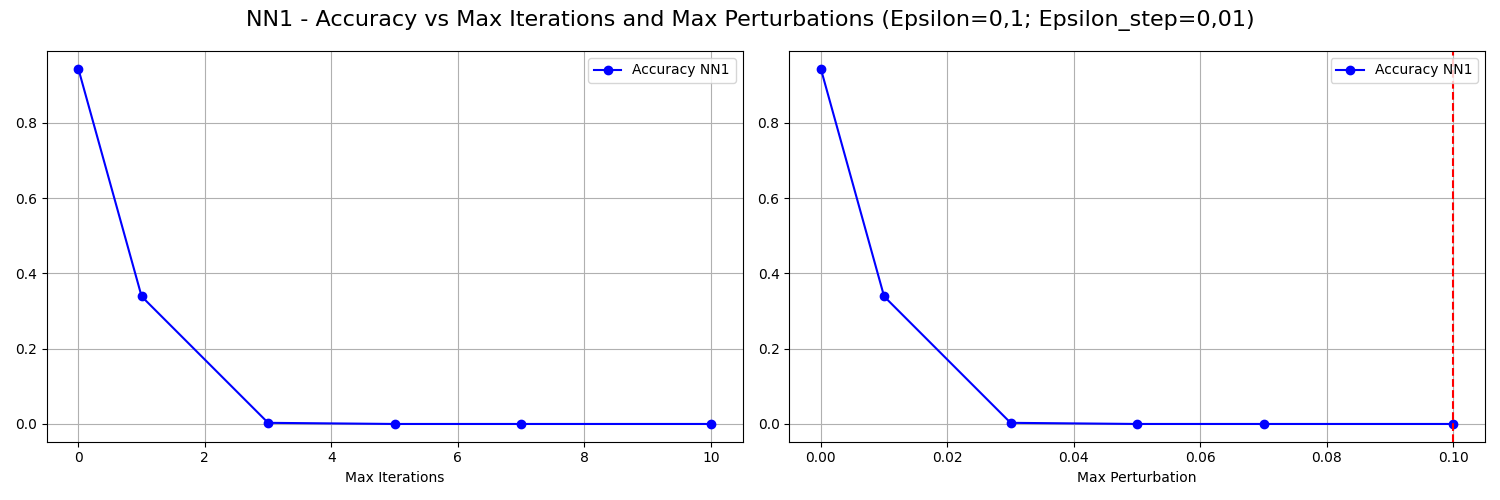 NN1 - Accuracy vs Max Iterations and Max Perturbations (Epsilon=0,1; Epsilon_step=0,01)
Accuracy NN1
0.8
0.6
0.4
0.2
0.0
0 2 4 6 8 10
Max Iterations
Accuracy NN1
0.8
0.6
0.4
0.2
0.0
0.00 0.02 0.04 0.06 0.08 0.10
Max Perturbation